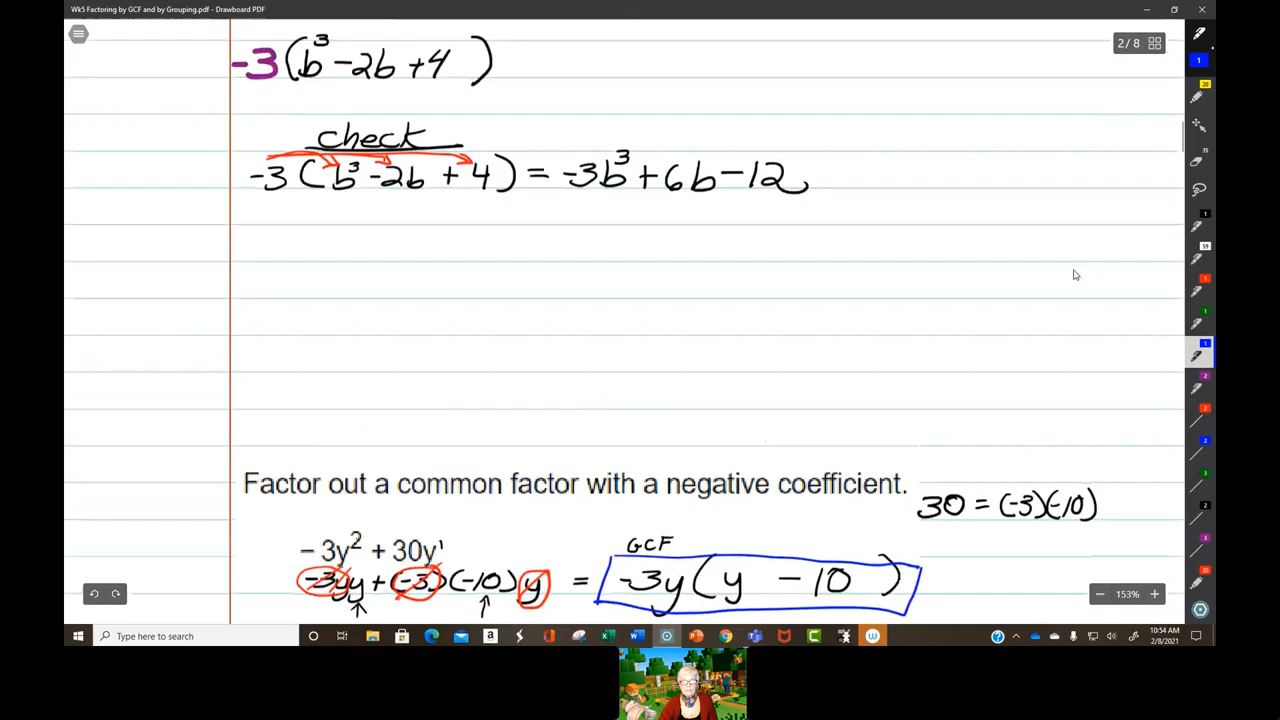 Wk5 Factoring by GCF and by Grouping.pdf - Drawboard PDF
2 / 8
-3(b³ -2b +4 )
check
-3 (b³ -2b + 4) = -3b³ + 6b - 12
Factor out a common factor with a negative coefficient.
30 = (-3)(-10)
- 3y² + 30y¹
GCF
-3yy + (-3)(-10)y = -3y(y - 10 )
153%
Type here to search
10:54 AM
2/8/2021